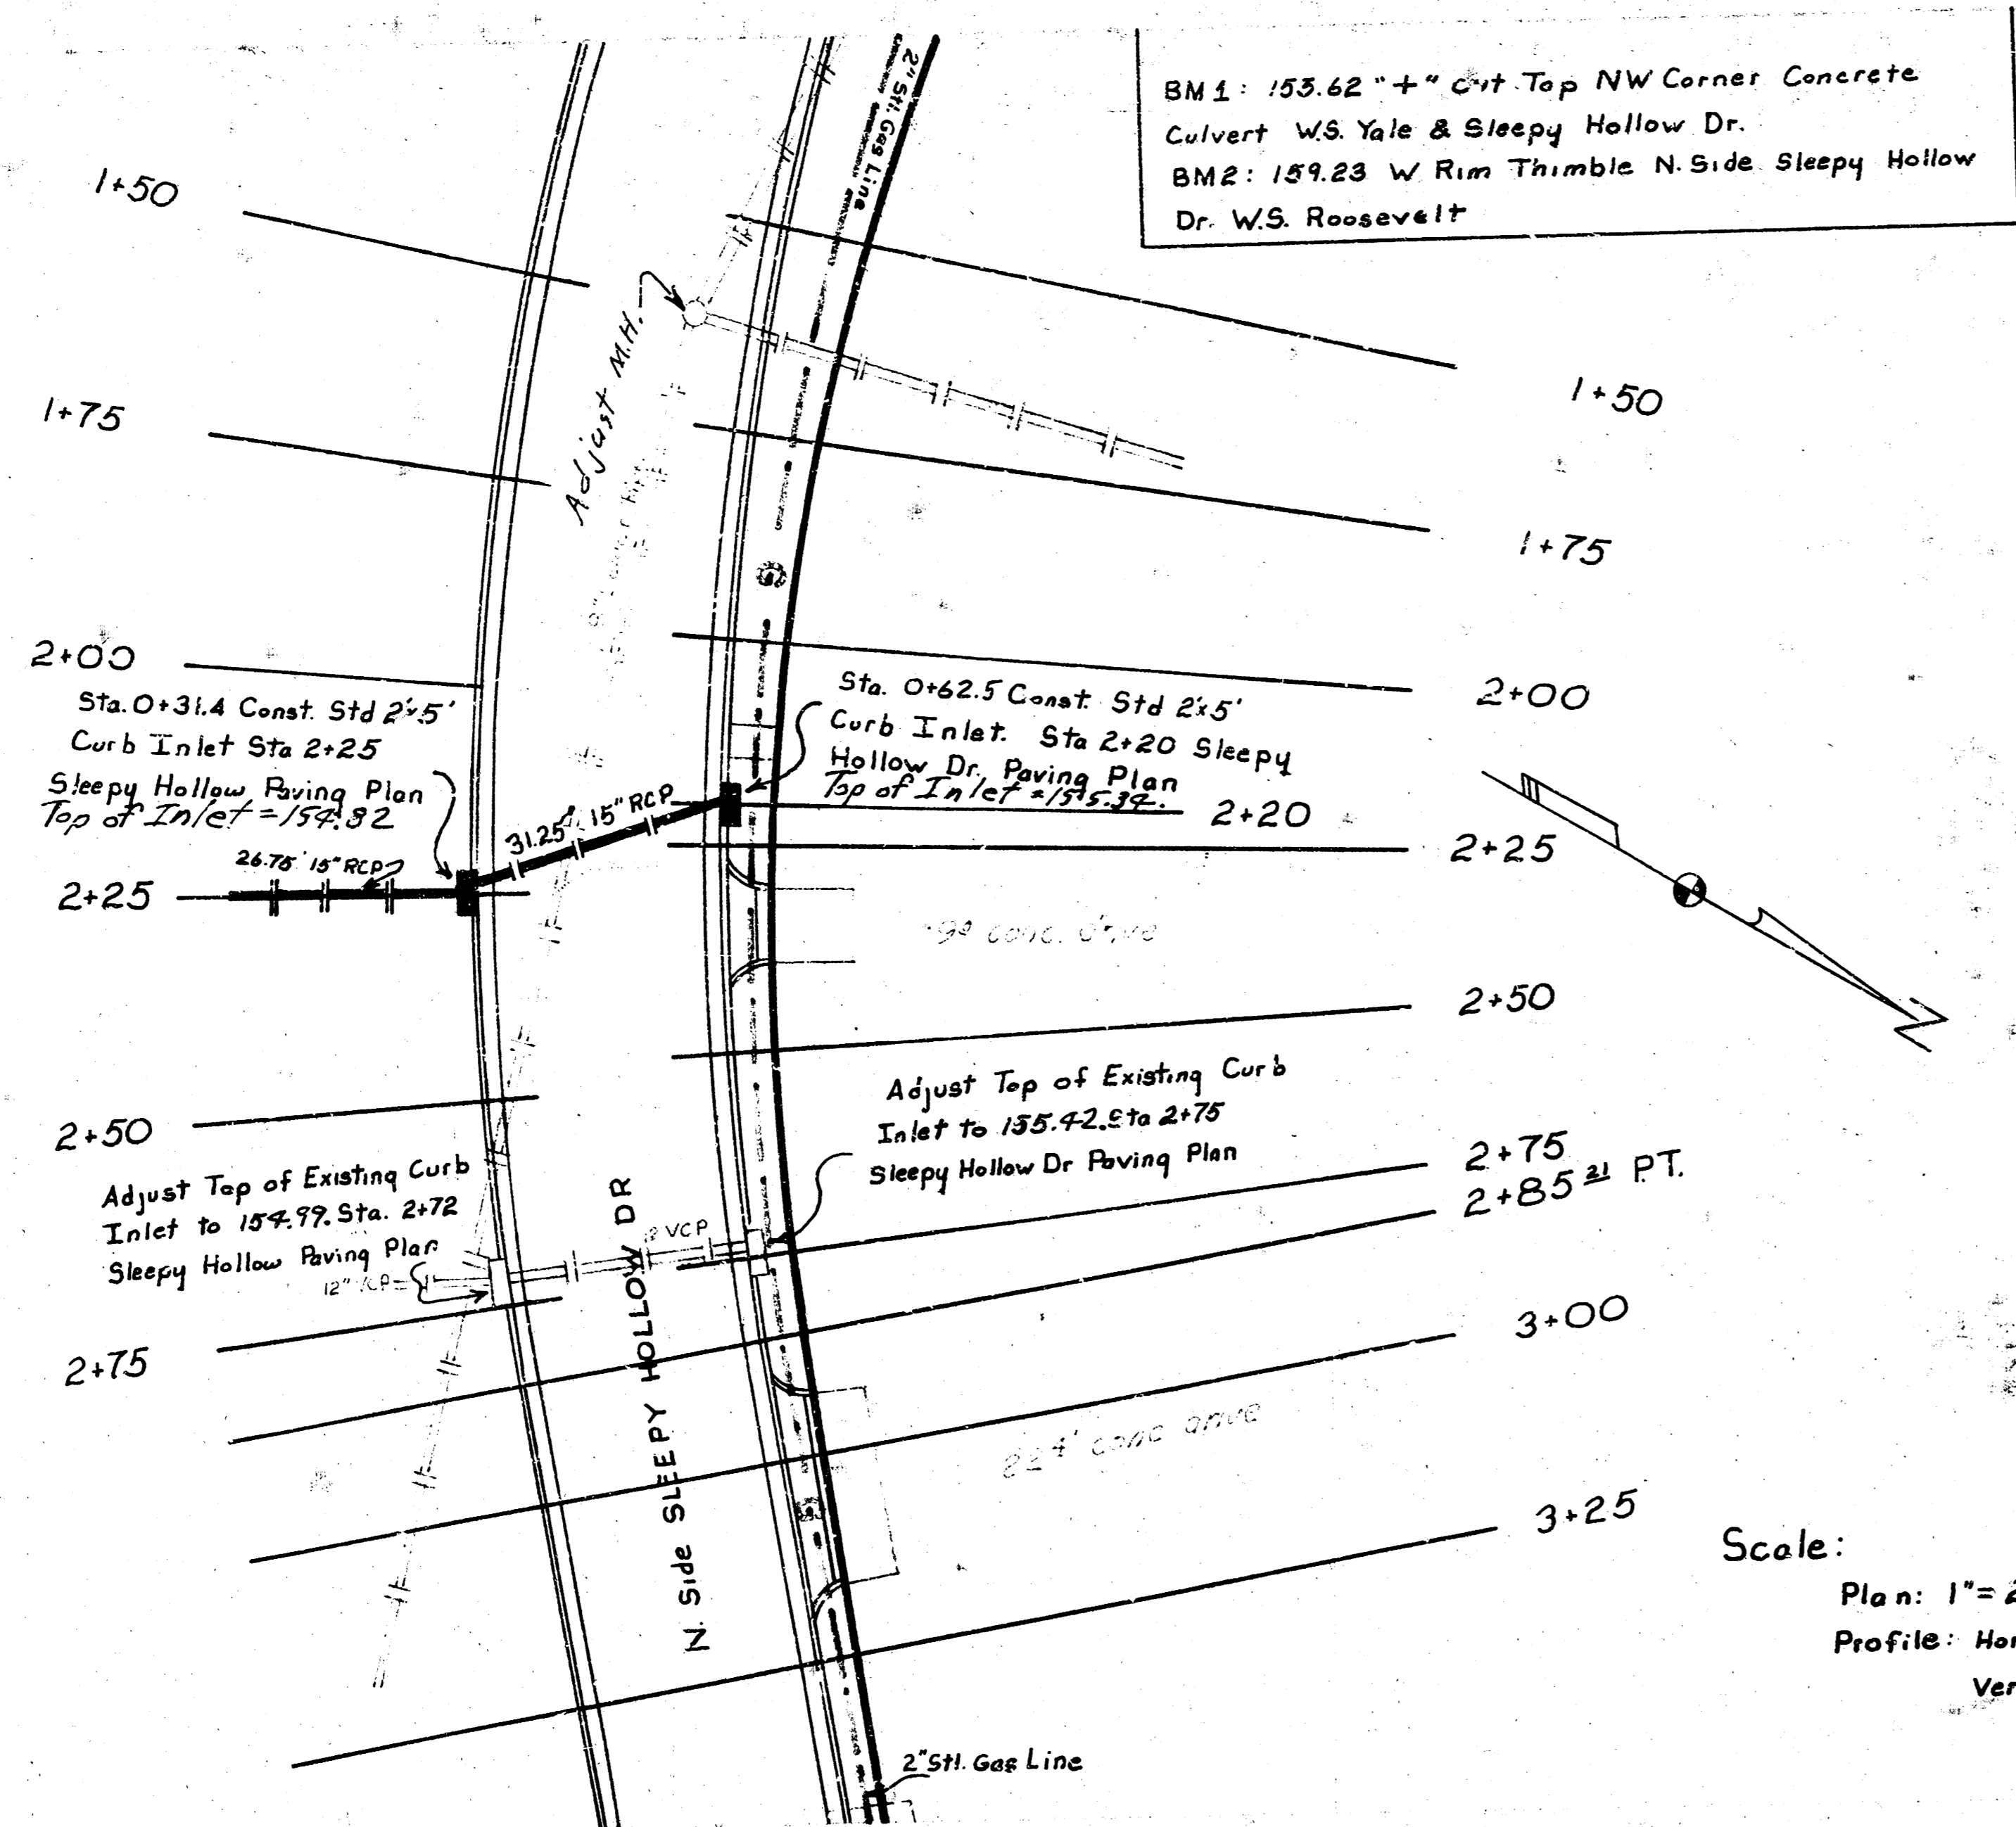 BM1: 153.62 "+" cut Top NW Corner Concrete
Culvert W.S. Yale & Sleepy Hollow Dr.
BM2: 159.23 W Rim Thimble N. Side Sleepy Hollow
Dr. W.S. Roosevelt
2" Stl. Gas Line
1+50
1+50
Adjust M.H.
1+75
1+75
2+00
2+00
Sta. 0+31.4 Const. Std 2'x5'
Curb Inlet Sta 2+25
Sleepy Hollow Paving Plan
Top of Inlet = 154.82
Sta. 0+62.5 Const. Std 2'x5'
Curb Inlet. Sta 2+20 Sleepy
Hollow Dr. Paving Plan
Top of Inlet = 155.34.
31.25' 15" RCP
26.75' 15" RCP
2+20
2+25
2+25
conc. drive
2+50
2+50
Adjust Top of Existing Curb
Inlet to 155.42. Sta 2+75
Sleepy Hollow Dr Paving Plan
Adjust Top of Existing Curb
Inlet to 154.99. Sta. 2+72
Sleepy Hollow Paving Plan
12"
VCP
2+75
2+85 21 P.T.
2+75
3+00
conc drive
3+25
N. Side SLEEPY HOLLOW DR
2" Stl. Gas Line
Scale:
Plan: 1"= 2
Profile: Hor
Ver